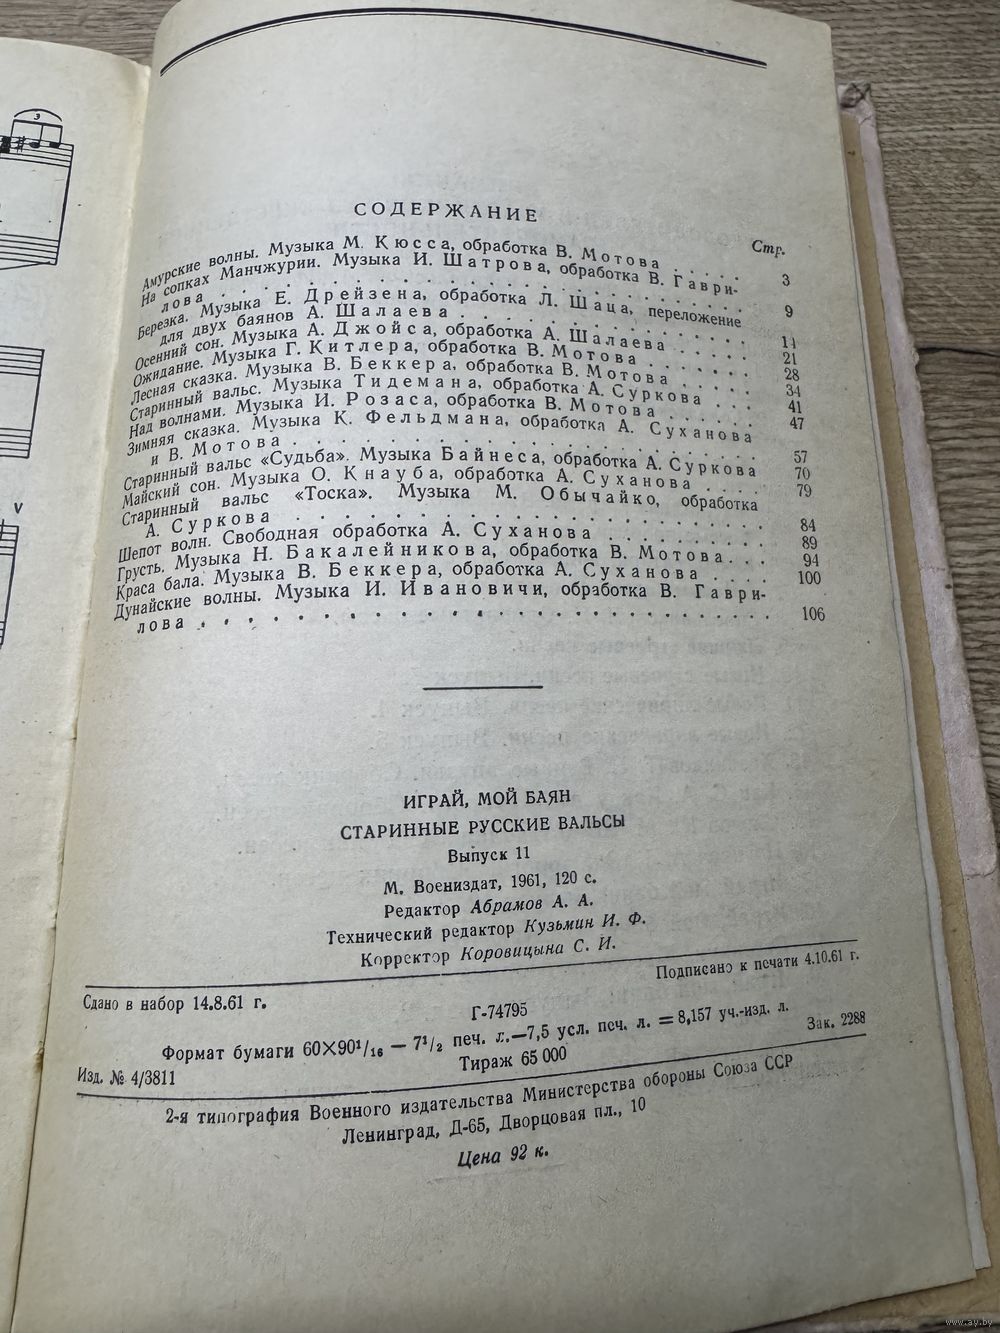 СОДЕРЖАНИЕ
Стр.
Амурские волны. Музыка М. Кюсса, обработка В. Мотова . . . . 3
На сопках Манчжурии. Музыка И. Шатрова, обработка В. Гаври-
лова . . . . . . . . . . . . . . . . 9
Березка. Музыка Е. Дрейзена, обработка Л. Шаца, переложение
для двух баянов А. Шалаева . . . . . . . . . . 14
Осенний сон. Музыка А. Джойса, обработка А. Шалаева . . . . . 21
Ожидание. Музыка Г. Китлера, обработка В. Мотова . . . . . . 28
Лесная сказка. Музыка В. Беккера, обработка В. Мотова . . . . . 34
Старинный вальс. Музыка Тидемана, обработка А. Суркова . . . 41
Над волнами. Музыка И. Розаса, обработка В. Мотова . . . . . 47
Зимняя сказка. Музыка К. Фельдмана, обработка А. Суханова
и В. Мотова . . . . . . . . . . . . . . 57
Старинный вальс «Судьба». Музыка Байнеса, обработка А. Суркова 70
Майский сон. Музыка О. Кнауба, обработка А. Суханова . . . . 79
Старинный вальс «Тоска». Музыка М. Обычайко, обработка
А. Суркова . . . . . . . . . . . . . . 84
Шепот волн. Свободная обработка А. Суханова . . . . . . . 89
Грусть. Музыка Н. Бакалейникова, обработка В. Мотова . . . 94
Краса бала. Музыка В. Беккера, обработка А. Суханова . . . . 100
Дунайские волны. Музыка И. Ивановичи, обработка В. Гаври-
лова . . . . . . . . . . . . . . . . 106
ИГРАЙ, МОЙ БАЯН
СТАРИННЫЕ РУССКИЕ ВАЛЬСЫ
Выпуск 11
М. Воениздат, 1961, 120 с.
Редактор Абрамов А. А.
Технический редактор Кузьмин И. Ф.
Корректор Коровицына С. И.
Сдано в набор 14.8.61 г. Подписано к печати 4.10.61 г.
Г-74795
Формат бумаги 60×90¹/₁₆ — 7¹/₂ печ. л.—7,5 усл. печ. л. = 8,157 уч.-изд. л.
Изд. № 4/3811 Тираж 65 000 Зак. 2288
2-я типография Военного издательства Министерства обороны Союза ССР
Ленинград, Д-65, Дворцовая пл., 10
Цена 92 к.
www.ay.by